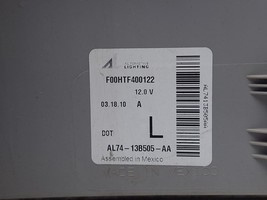 LIGHTING
F00HTF400122
12.0 V
03.18.10 A
DOT L
AL74-13B505-AA
Assembled in Mexico